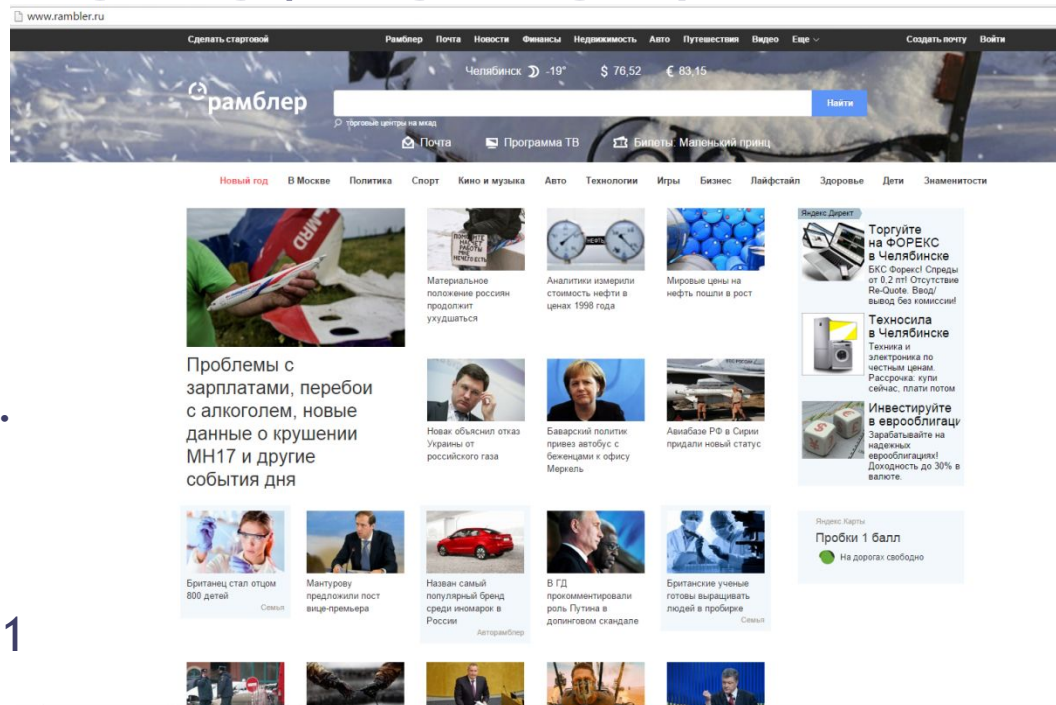 www.rambler.ru
Сделать стартовой Рамблер Почта Новости Финансы Недвижимость Авто Путешествия Видео Еще Создать почту Войти
Челябинск -19° $ 76,52 € 83,15
рамблер
Найти
торговые центры на мкад
Почта Программа ТВ Билеты: Маленький принц
Новый год В Москве Политика Спорт Кино и музыка Авто Технологии Игры Бизнес Лайфстайл Здоровье Дети Знаменитости
Проблемы с
зарплатами, перебои
с алкоголем, новые
данные о крушении
MH17 и другие
события дня
Материальное
положение россиян
продолжит
ухудшаться
Аналитики измерили
стоимость нефти в
ценах 1998 года
НЕФТЬ
Мировые цены на
нефть пошли в рост
Новак объяснил отказ
Украины от
российского газа
Баварский политик
привез автобус с
беженцами к офису
Меркель
Авиабазе РФ в Сирии
придали новый статус
Яндекс Директ
Торгуйте
на ФОРЕКС
в Челябинске
БКС Форекс! Спреды
от 0,2 пт! Отсутствие
Re-Quote. Ввод/
вывод без комиссии!
Техносила
в Челябинске
Техника и
электроника по
честным ценам.
Рассрочка: купи
сейчас, плати потом
Инвестируйте
в еврооблигаци
Зарабатывайте на
надежных
еврооблигациях!
Доходность до 30% в
валюте.
Британец стал отцом
800 детей
Семья
Мантурову
предложили пост
вице-премьера
Назван самый
популярный бренд
среди иномарок в
России
Авторамблер
В ГД
прокомментировали
роль Путина в
допинговом скандале
Британские ученые
готовы выращивать
людей в пробирке
Семья
Яндекс.Карты
Пробки 1 балл
На дорогах свободно
1